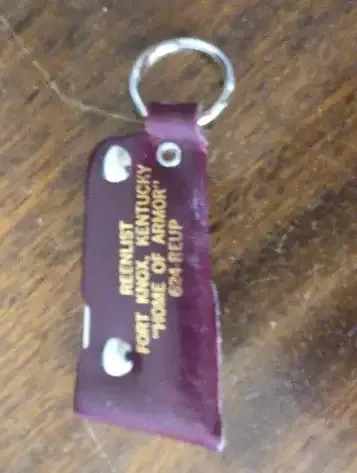 REENLIST
FORT KNOX, KENTUCKY
"HOME OF ARMOR"
624-REUP